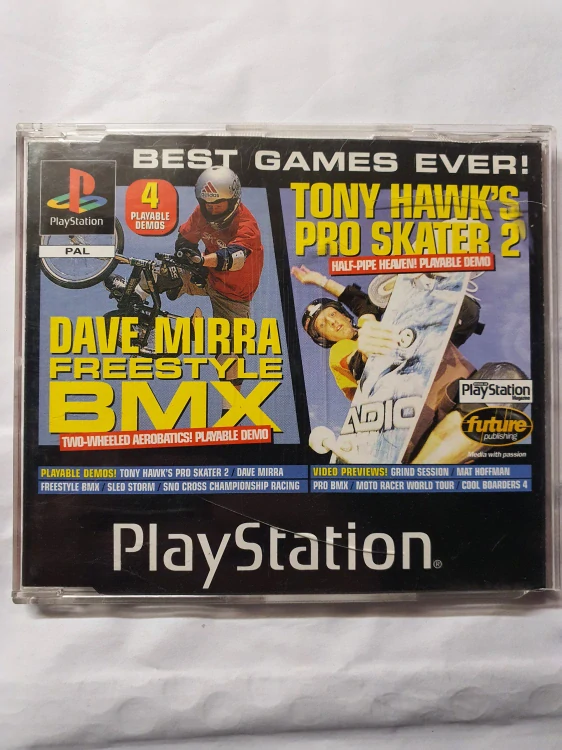 BEST GAMES EVER!
PlayStation
PAL
4
PLAYABLE
DEMOS
DAVE MIRRA
FREESTYLE
BMX
TWO-WHEELED AEROBATICS! PLAYABLE DEMO
TONY HAWK'S
PRO SKATER 2
HALF-PIPE HEAVEN! PLAYABLE DEMO
ADIO
PlayStation
Magazine
future
publishing
Media with passion
PLAYABLE DEMOS! TONY HAWK'S PRO SKATER 2 / DAVE MIRRA
FREESTYLE BMX / SLED STORM / SNO CROSS CHAMPIONSHIP RACING
VIDEO PREVIEWS! GRIND SESSION / MAT HOFFMAN
PRO BMX / MOTO RACER WORLD TOUR / COOL BOARDERS 4
PlayStation®